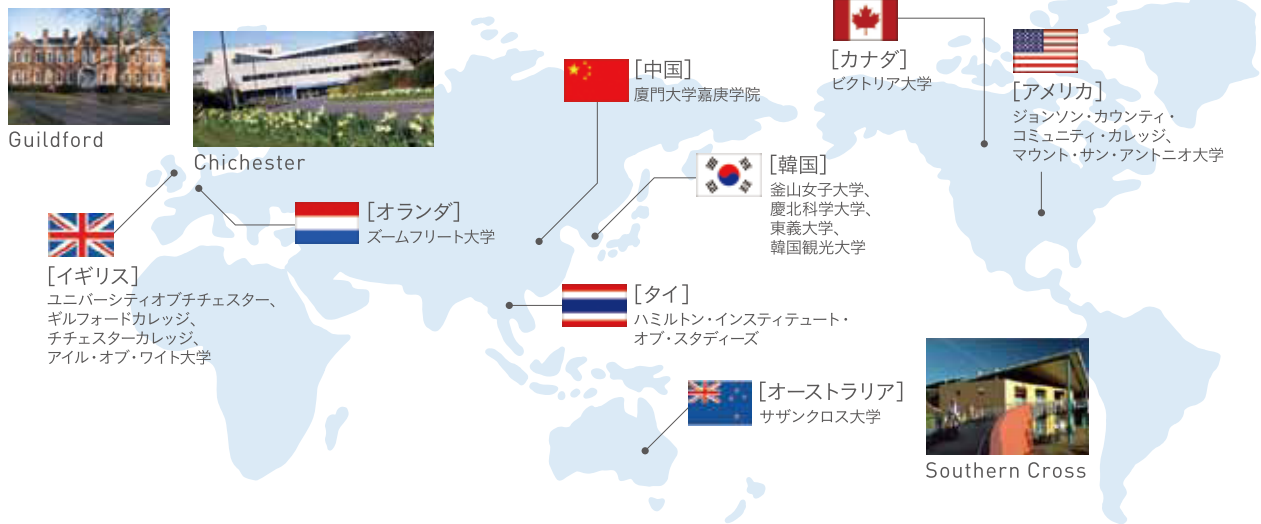 Guildford
Chichester
[イギリス]
ユニバーシティオブチチェスター、
ギルフォードカレッジ、
チチェスターカレッジ、
アイル・オブ・ワイト大学
[オランダ]
ズームフリート大学
[中国]
廈門大学嘉庚学院
[韓国]
釜山女子大学、
慶北科学大学、
東義大学、
韓国観光大学
[タイ]
ハミルトン・インスティテュート・
オブ・スタディーズ
[オーストラリア]
サザンクロス大学
[カナダ]
ビクトリア大学
[アメリカ]
ジョンソン・カウンティ・
コミュニティ・カレッジ、
マウント・サン・アントニオ大学
Southern Cross